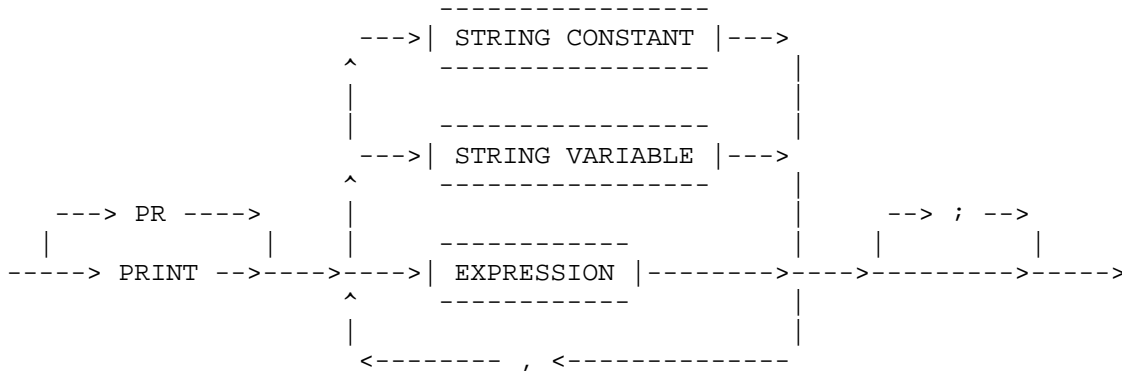 STRING CONSTANT
STRING VARIABLE
PR ;
PRINT EXPRESSION
,